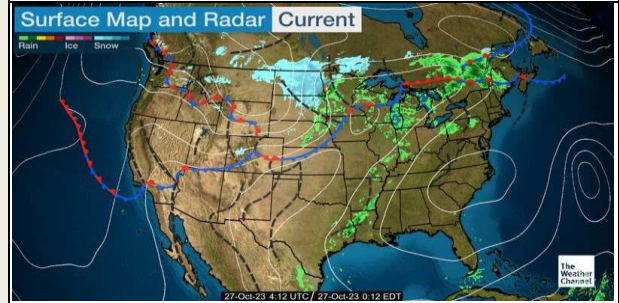 Surface Map and Radar Current
Rain Ice Snow
The
Weather
Channel
27-Oct-23 4:12 UTC / 27-Oct-23 0:12 EDT